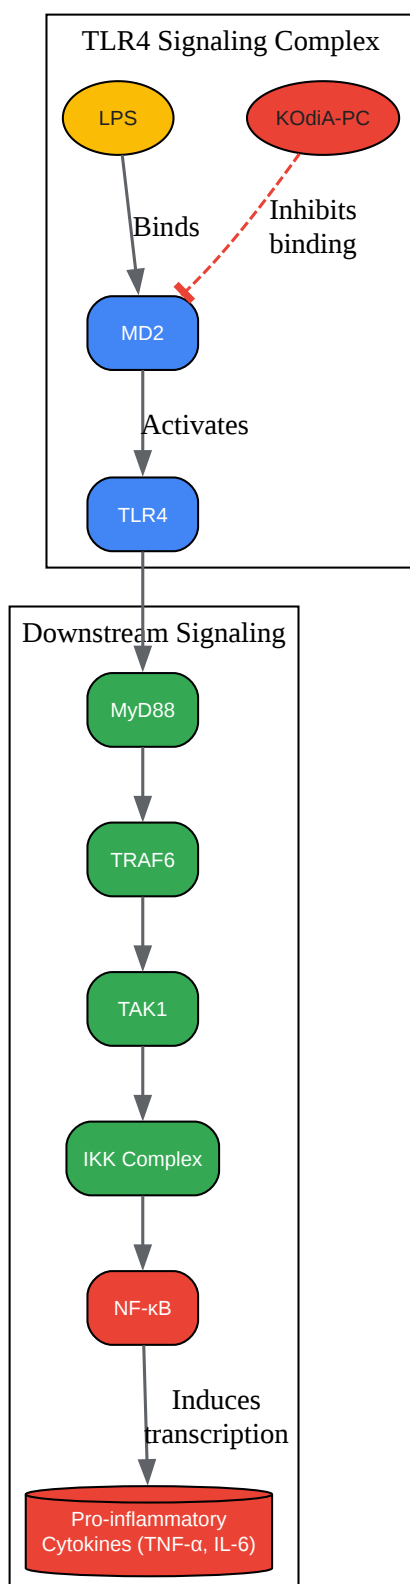 TLR4 Signaling Complex
LPS
KOdiA-PC
Binds
Inhibits
binding
MD2
Activates
TLR4
Downstream Signaling
MyD88
TRAF6
TAK1
IKK Complex
NF-κB
Induces
transcription
Pro-inflammatory
Cytokines (TNF-α, IL-6)